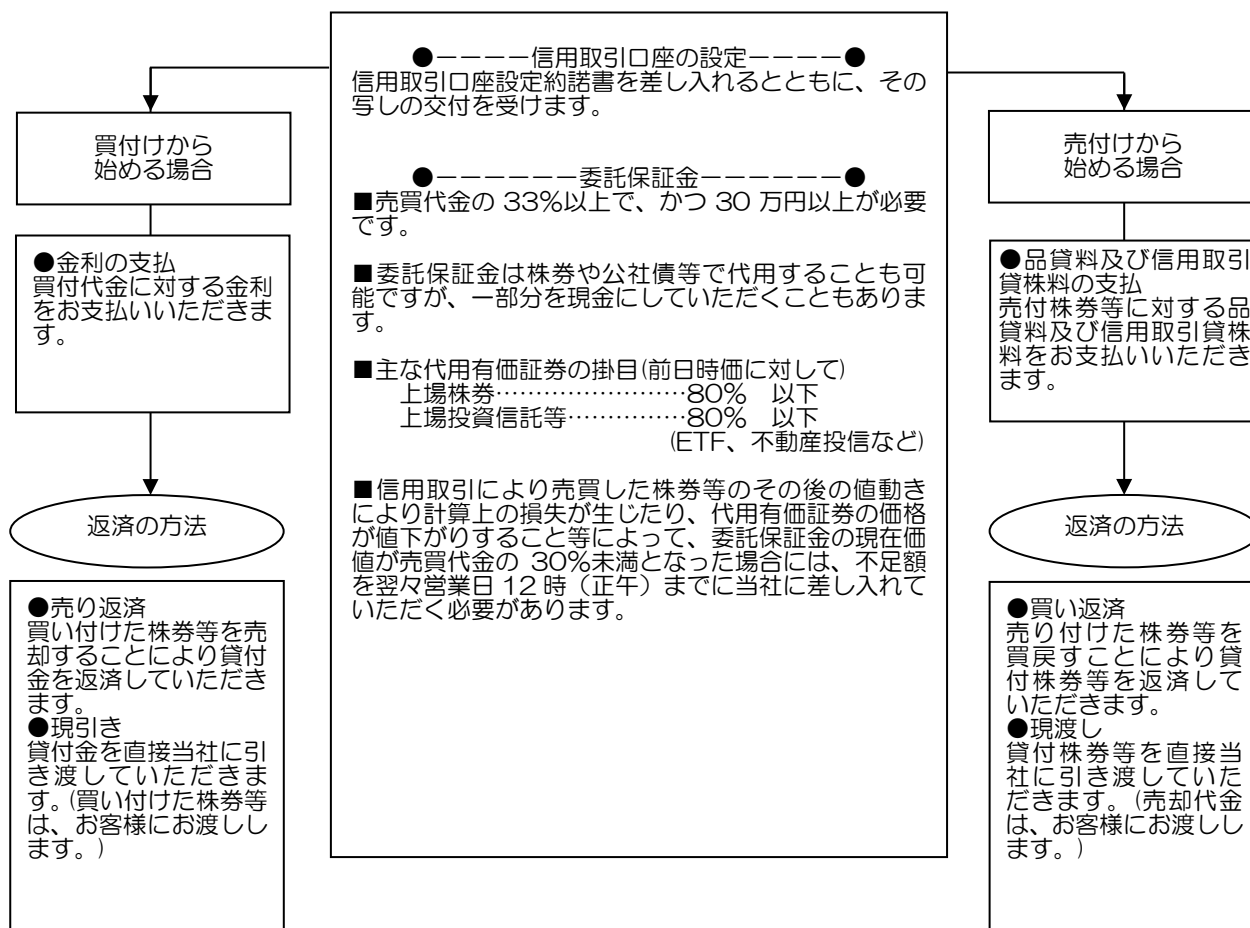 ●ーーーー信用取引口座の設定ーーーー●
信用取引口座設定約諾書を差し入れるとともに、その
写しの交付を受けます。
●ーーーーーー委託保証金ーーーーーー●
■売買代金の 33%以上で、かつ 30 万円以上が必要
です。
■委託保証金は株券や公社債等で代用することも可
能ですが、一部分を現金にしていただくこともありま
す。
■主な代用有価証券の掛目(前日時価に対して)
上場株券……………………80% 以下
上場投資信託等……………80% 以下
(ETF、不動産投信など)
■信用取引により売買した株券等のその後の値動き
により計算上の損失が生じたり、代用有価証券の価格
が値下がりすること等によって、委託保証金の現在価
値が売買代金の 30%未満となった場合には、不足額
を翌々営業日 12 時（正午）までに当社に差し入れて
いただく必要があります。
買付けから
始める場合
●金利の支払
買付代金に対する金利
をお支払いいただきま
す。
返済の方法
●売り返済
買い付けた株券等を売
却することにより貸付
金を返済していただき
ます。
●現引き
貸付金を直接当社に引
き渡していただきま
す。(買い付けた株券等
は、お客様にお渡しし
ます。)
売付けから
始める場合
●品貸料及び信用取引
貸株料の支払
売付株券等に対する品
貸料及び信用取引貸株
料をお支払いいただき
ます。
返済の方法
●買い返済
売り付けた株券等を
買戻すことにより貸
付株券等を返済して
いただきます。
●現渡し
貸付株券等を直接当
社に引き渡していた
だきます。(売却代金
は、お客様にお渡しし
ます。)